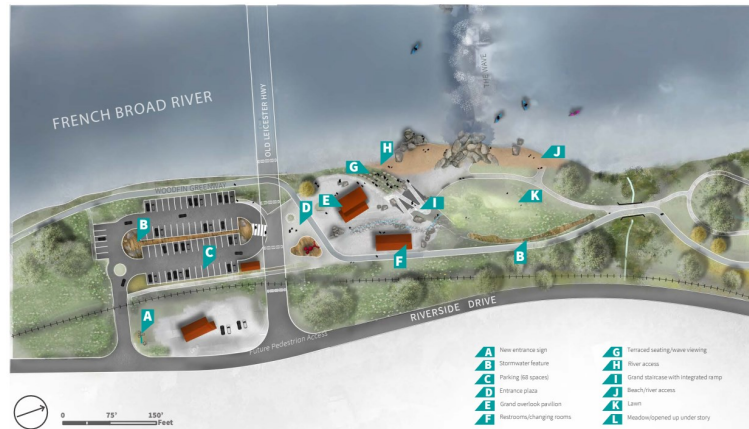 FRENCH BROAD RIVER
OLD LEICESTER HWY
THE WAVE
WOODFIN GREENWAY
H
J
G
E
K
D
I
B
C
F
B
A
RIVERSIDE DRIVE
Future Pedestrian Access
0 75' 150'
Feet
A New entrance sign
B Stormwater feature
C Parking (68 spaces)
D Entrance plaza
E Grand overlook pavilion
F Restrooms/changing rooms
G Terraced seating/wave viewing
H River access
I Grand staircase with integrated ramp
J Beach/river access
K Lawn
L Meadow/opened up under story